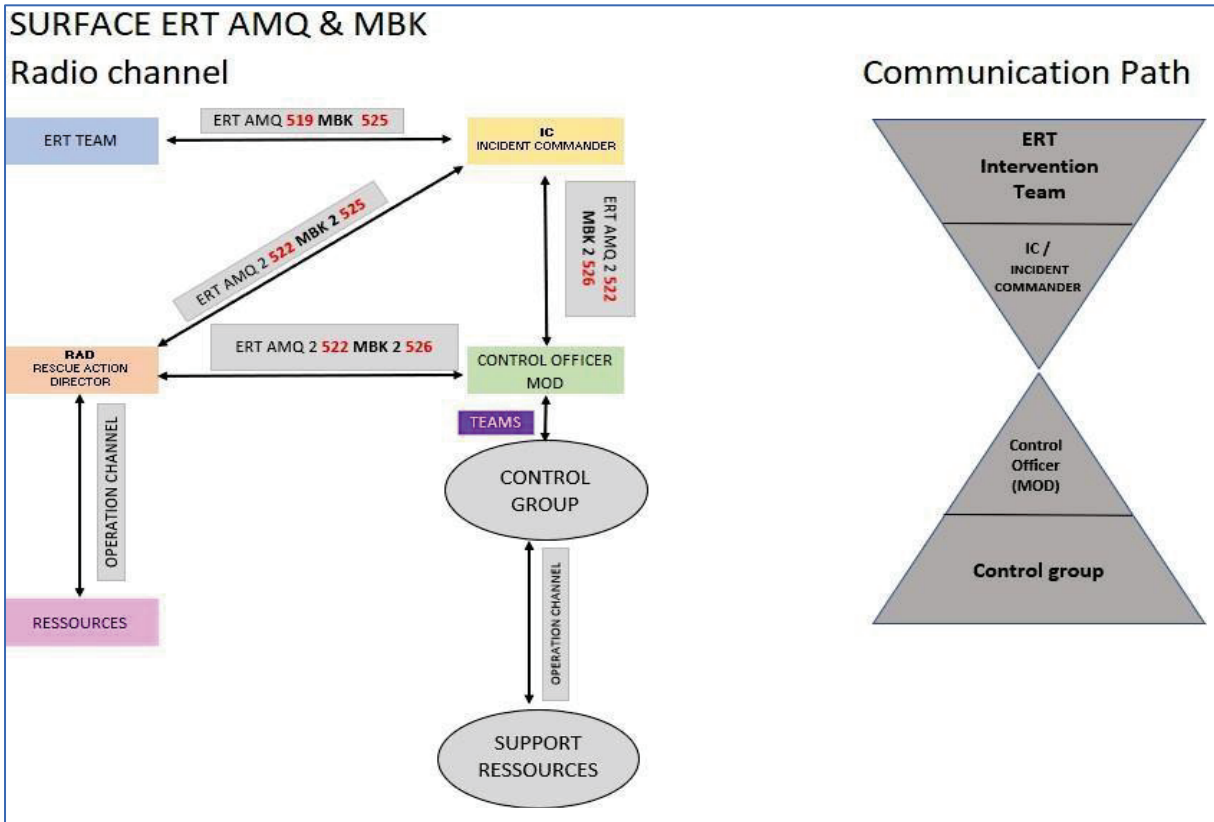 SURFACE ERT AMQ & MBK
Radio channel
Communication Path
ERT TEAM
ERT AMQ 519 MBK 525
IC
INCIDENT COMMANDER
ERT AMQ 2 522 MBK 2 525
ERT AMQ 2 522
MBK 2 526
RAD
RESCUE ACTION
DIRECTOR
ERT AMQ 2 522 MBK 2 526
CONTROL OFFICER
MOD
TEAMS
OPERATION CHANNEL
CONTROL
GROUP
RESSOURCES
OPERATION CHANNEL
SUPPORT
RESSOURCES
ERT
Intervention
Team
IC /
INCIDENT
COMMANDER
Control
Officer
(MOD)
Control group